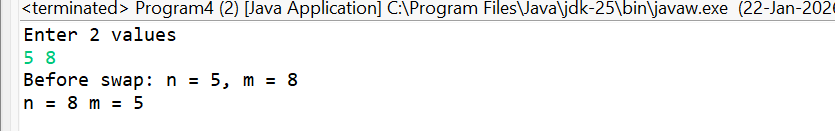 <terminated> Program4 (2) [Java Application] C:\Program Files\Java\jdk-25\bin\javaw.exe (22-Jan-2026
Enter 2 values
5 8
Before swap: n = 5, m = 8
n = 8 m = 5